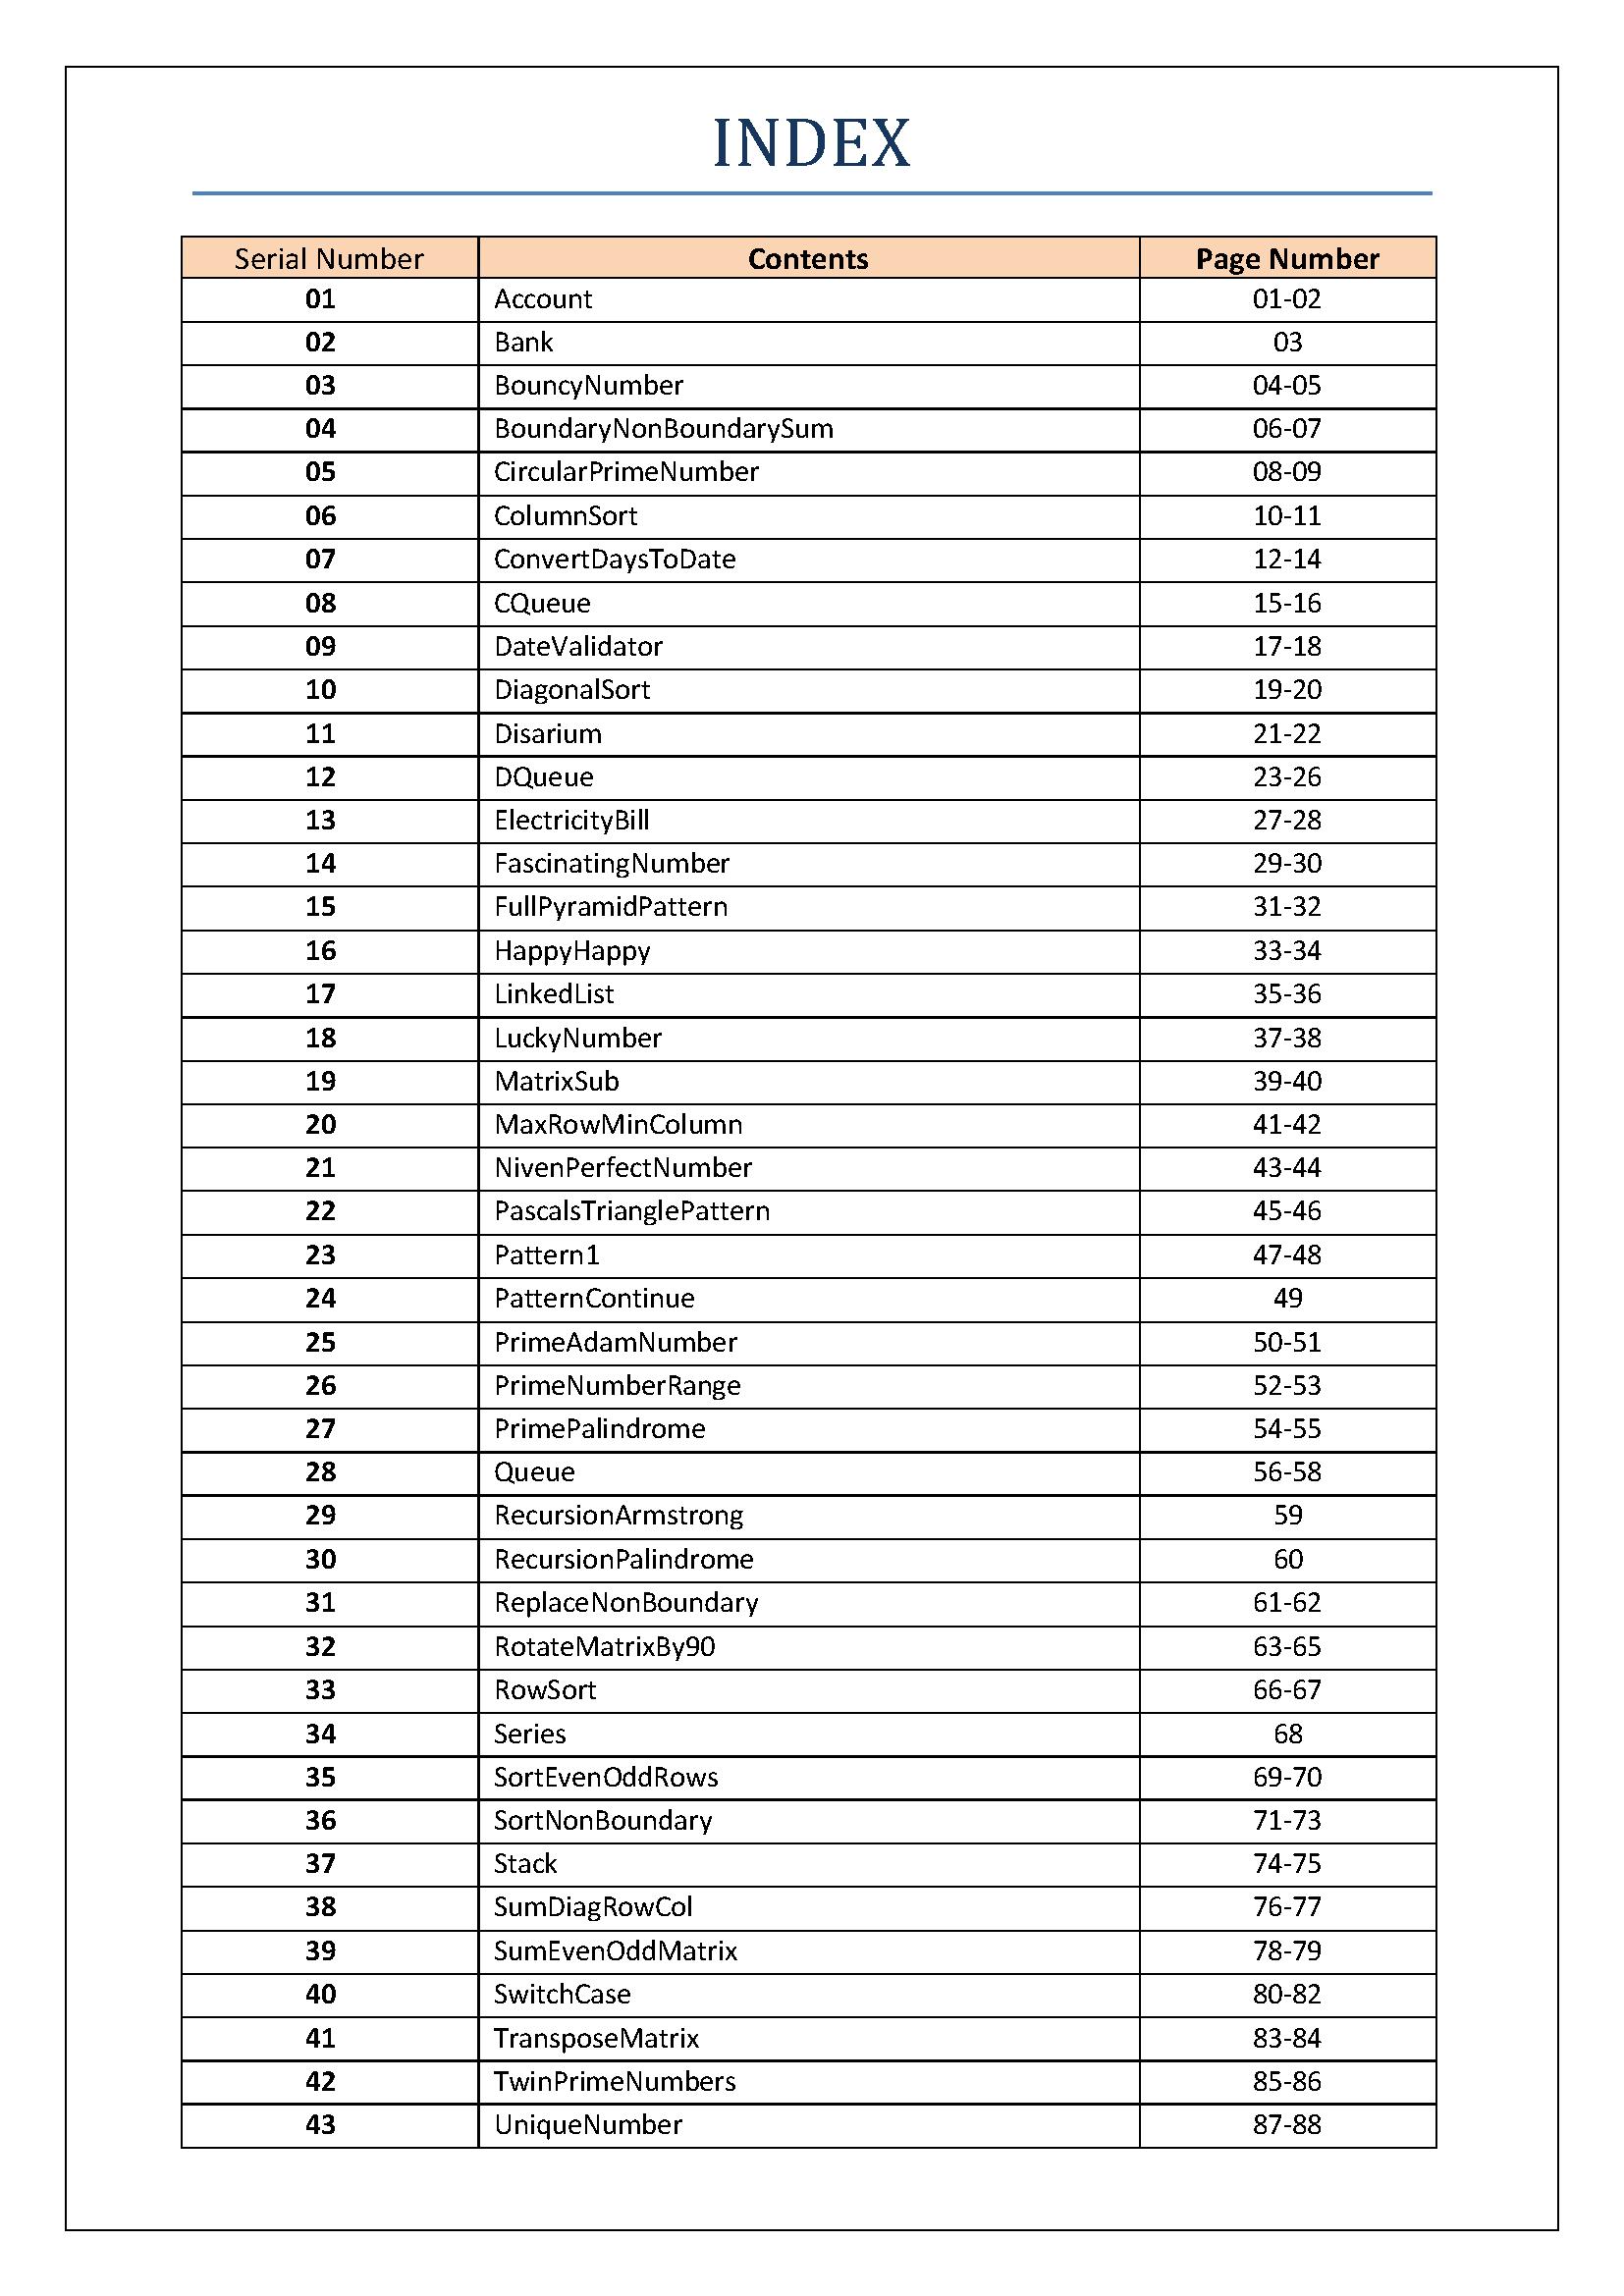 INDEX
Serial Number Contents Page Number
01 Account 01-02
02 Bank 03
03 BouncyNumber 04-05
04 BoundaryNonBoundarySum 06-07
05 CircularPrimeNumber 08-09
06 ColumnSort 10-11
07 ConvertDaysToDate 12-14
08 CQueue 15-16
09 DateValidator 17-18
10 DiagonalSort 19-20
11 Disarium 21-22
12 DQueue 23-26
13 ElectricityBill 27-28
14 FascinatingNumber 29-30
15 FullPyramidPattern 31-32
16 HappyHappy 33-34
17 LinkedList 35-36
18 LuckyNumber 37-38
19 MatrixSub 39-40
20 MaxRowMinColumn 41-42
21 NivenPerfectNumber 43-44
22 PascalsTrianglePattern 45-46
23 Pattern1 47-48
24 PatternContinue 49
25 PrimeAdamNumber 50-51
26 PrimeNumberRange 52-53
27 PrimePalindrome 54-55
28 Queue 56-58
29 RecursionArmstrong 59
30 RecursionPalindrome 60
31 ReplaceNonBoundary 61-62
32 RotateMatrixBy90 63-65
33 RowSort 66-67
34 Series 68
35 SortEvenOddRows 69-70
36 SortNonBoundary 71-73
37 Stack 74-75
38 SumDiagRowCol 76-77
39 SumEvenOddMatrix 78-79
40 SwitchCase 80-82
41 TransposeMatrix 83-84
42 TwinPrimeNumbers 85-86
43 UniqueNumber 87-88